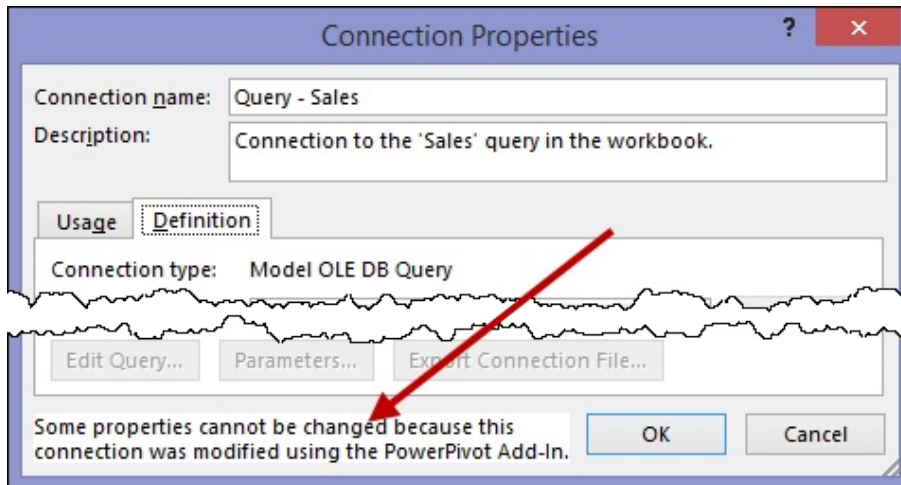 Connection Properties
?
Connection name: Query - Sales
Description: Connection to the 'Sales' query in the workbook.
Usage Definition
Connection type: Model OLE DB Query
Edit Query... Parameters... Export Connection File...
Some properties cannot be changed because this
connection was modified using the PowerPivot Add-In.
OK Cancel